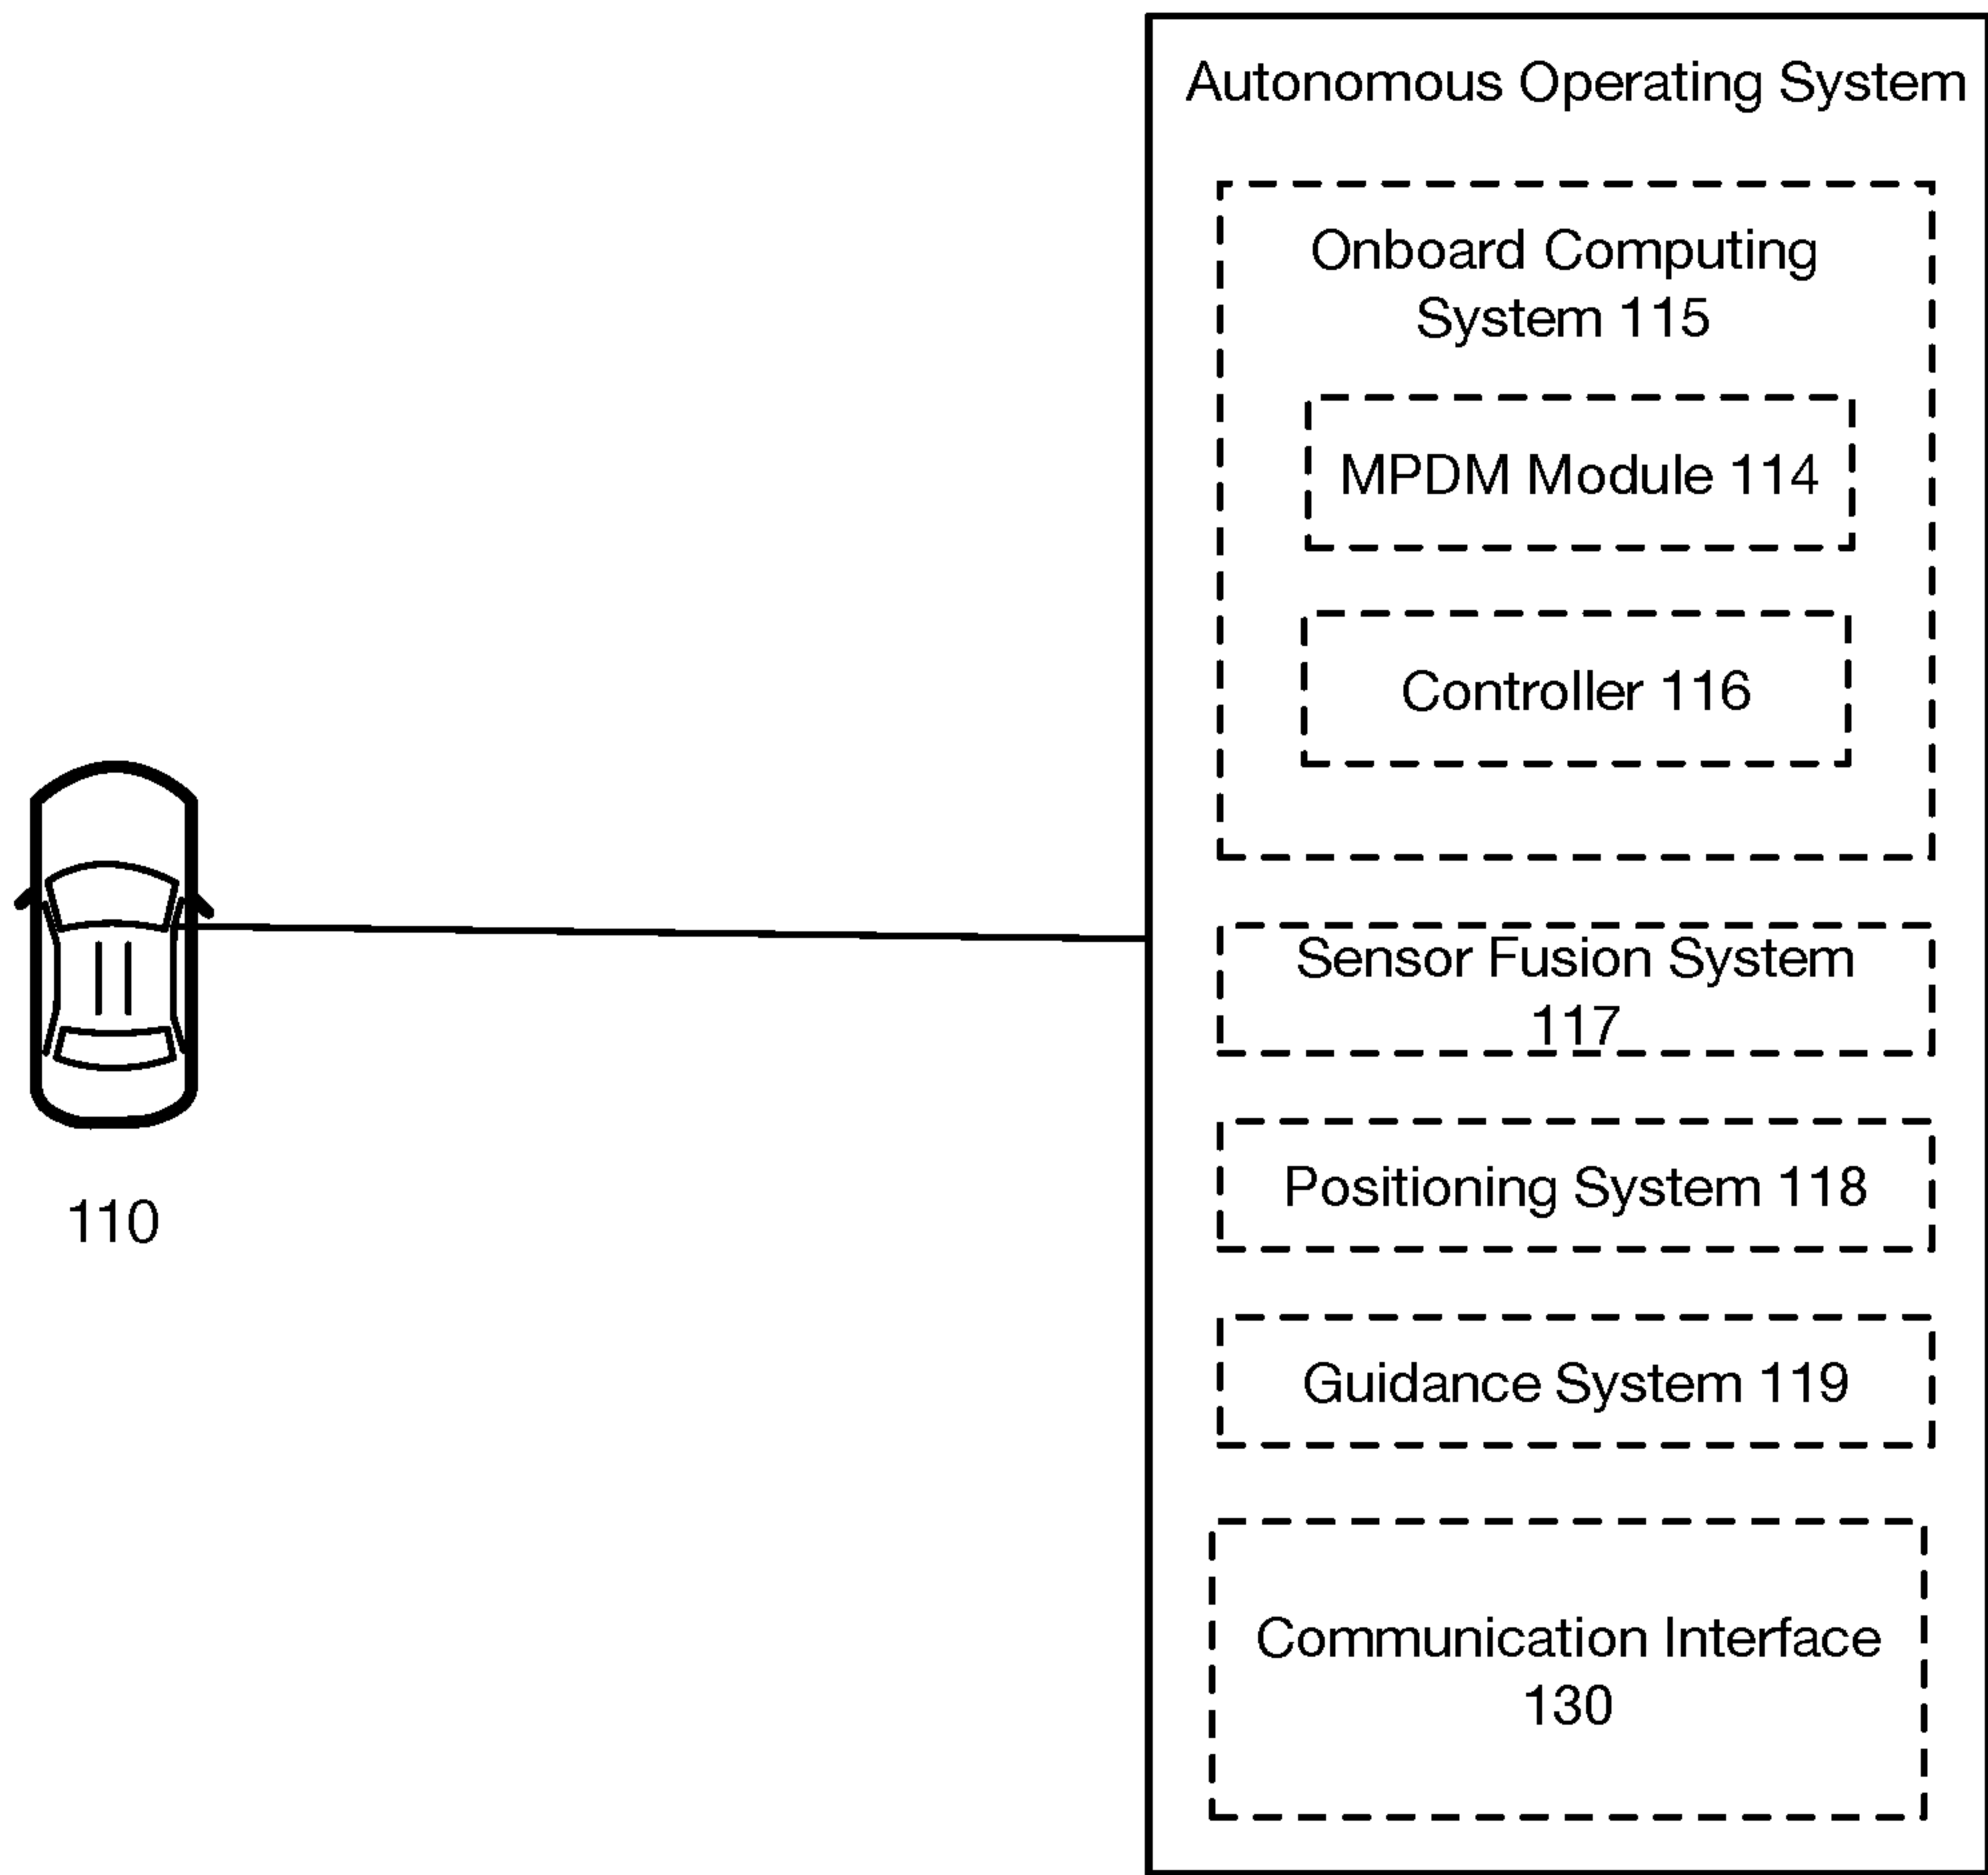 Autonomous Operating System
Onboard Computing
System 115
MPDM Module 114
Controller 116
Sensor Fusion System
117
Positioning System 118
Guidance System 119
Communication Interface
130
110